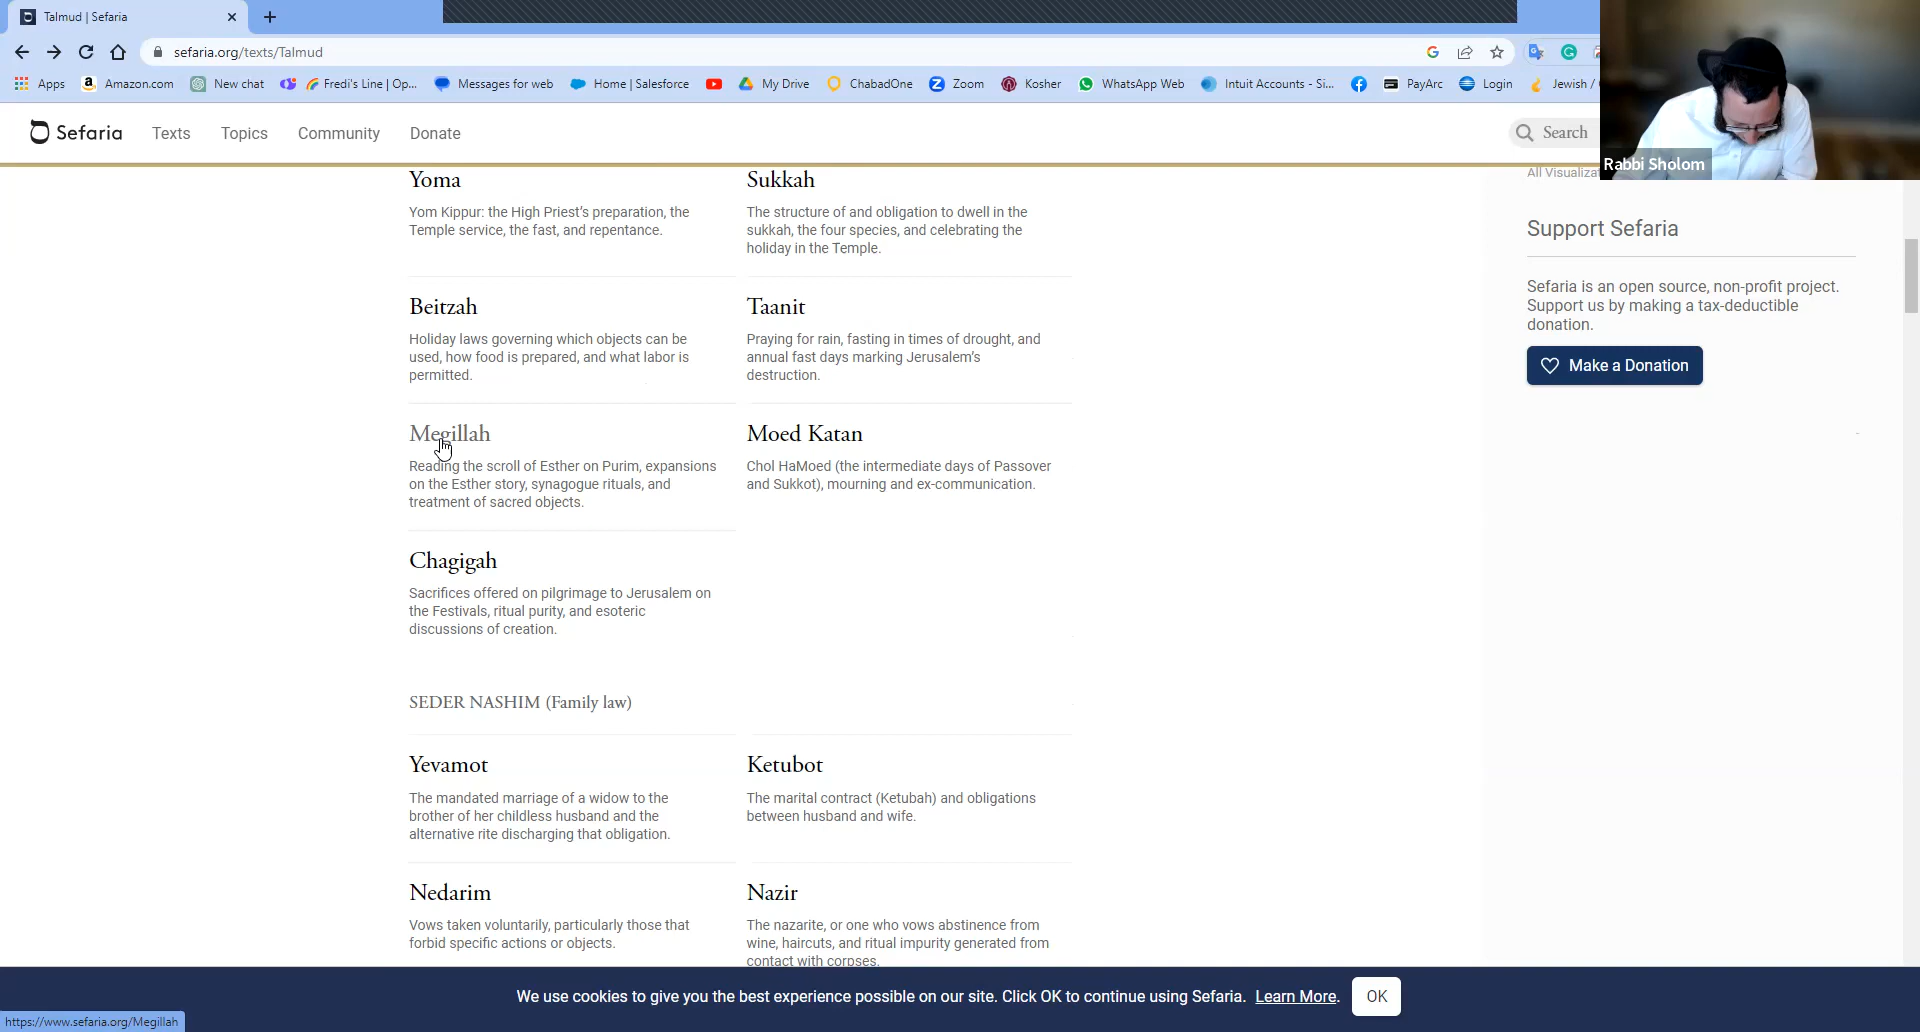 Talmud | Sefaria
sefaria.org/texts/Talmud
Apps Amazon.com New chat Fredi's Line | Op... Messages for web Home | Salesforce My Drive ChabadOne Zoom Kosher WhatsApp Web Intuit Accounts - Si... PayArc Login Jewish /
Sefaria Texts Topics Community Donate Search
Rabbi Sholom
Yoma
Yom Kippur: the High Priest's preparation, the
Temple service, the fast, and repentance.
Sukkah
The structure of and obligation to dwell in the
sukkah, the four species, and celebrating the
holiday in the Temple.
Beitzah
Holiday laws governing which objects can be
used, how food is prepared, and what labor is
permitted.
Taanit
Praying for rain, fasting in times of drought, and
annual fast days marking Jerusalem's
destruction.
Megillah
Reading the scroll of Esther on Purim, expansions
on the Esther story, synagogue rituals, and
treatment of sacred objects.
Moed Katan
Chol HaMoed (the intermediate days of Passover
and Sukkot), mourning and ex-communication.
Chagigah
Sacrifices offered on pilgrimage to Jerusalem on
the Festivals, ritual purity, and esoteric
discussions of creation.
SEDER NASHIM (Family law)
Yevamot
The mandated marriage of a widow to the
brother of her childless husband and the
alternative rite discharging that obligation.
Ketubot
The marital contract (Ketubah) and obligations
between husband and wife.
Nedarim
Vows taken voluntarily, particularly those that
forbid specific actions or objects.
Nazir
The nazarite, or one who vows abstinence from
wine, haircuts, and ritual impurity generated from
contact with corpses.
All
Support Sefaria
Sefaria is an open source, non-profit project.
Support us by making a tax-deductible
donation.
Make a Donation
We use cookies to give you the best experience possible on our site. Click OK to continue using Sefaria. Learn More. OK
https://www.sefaria.org/Megillah